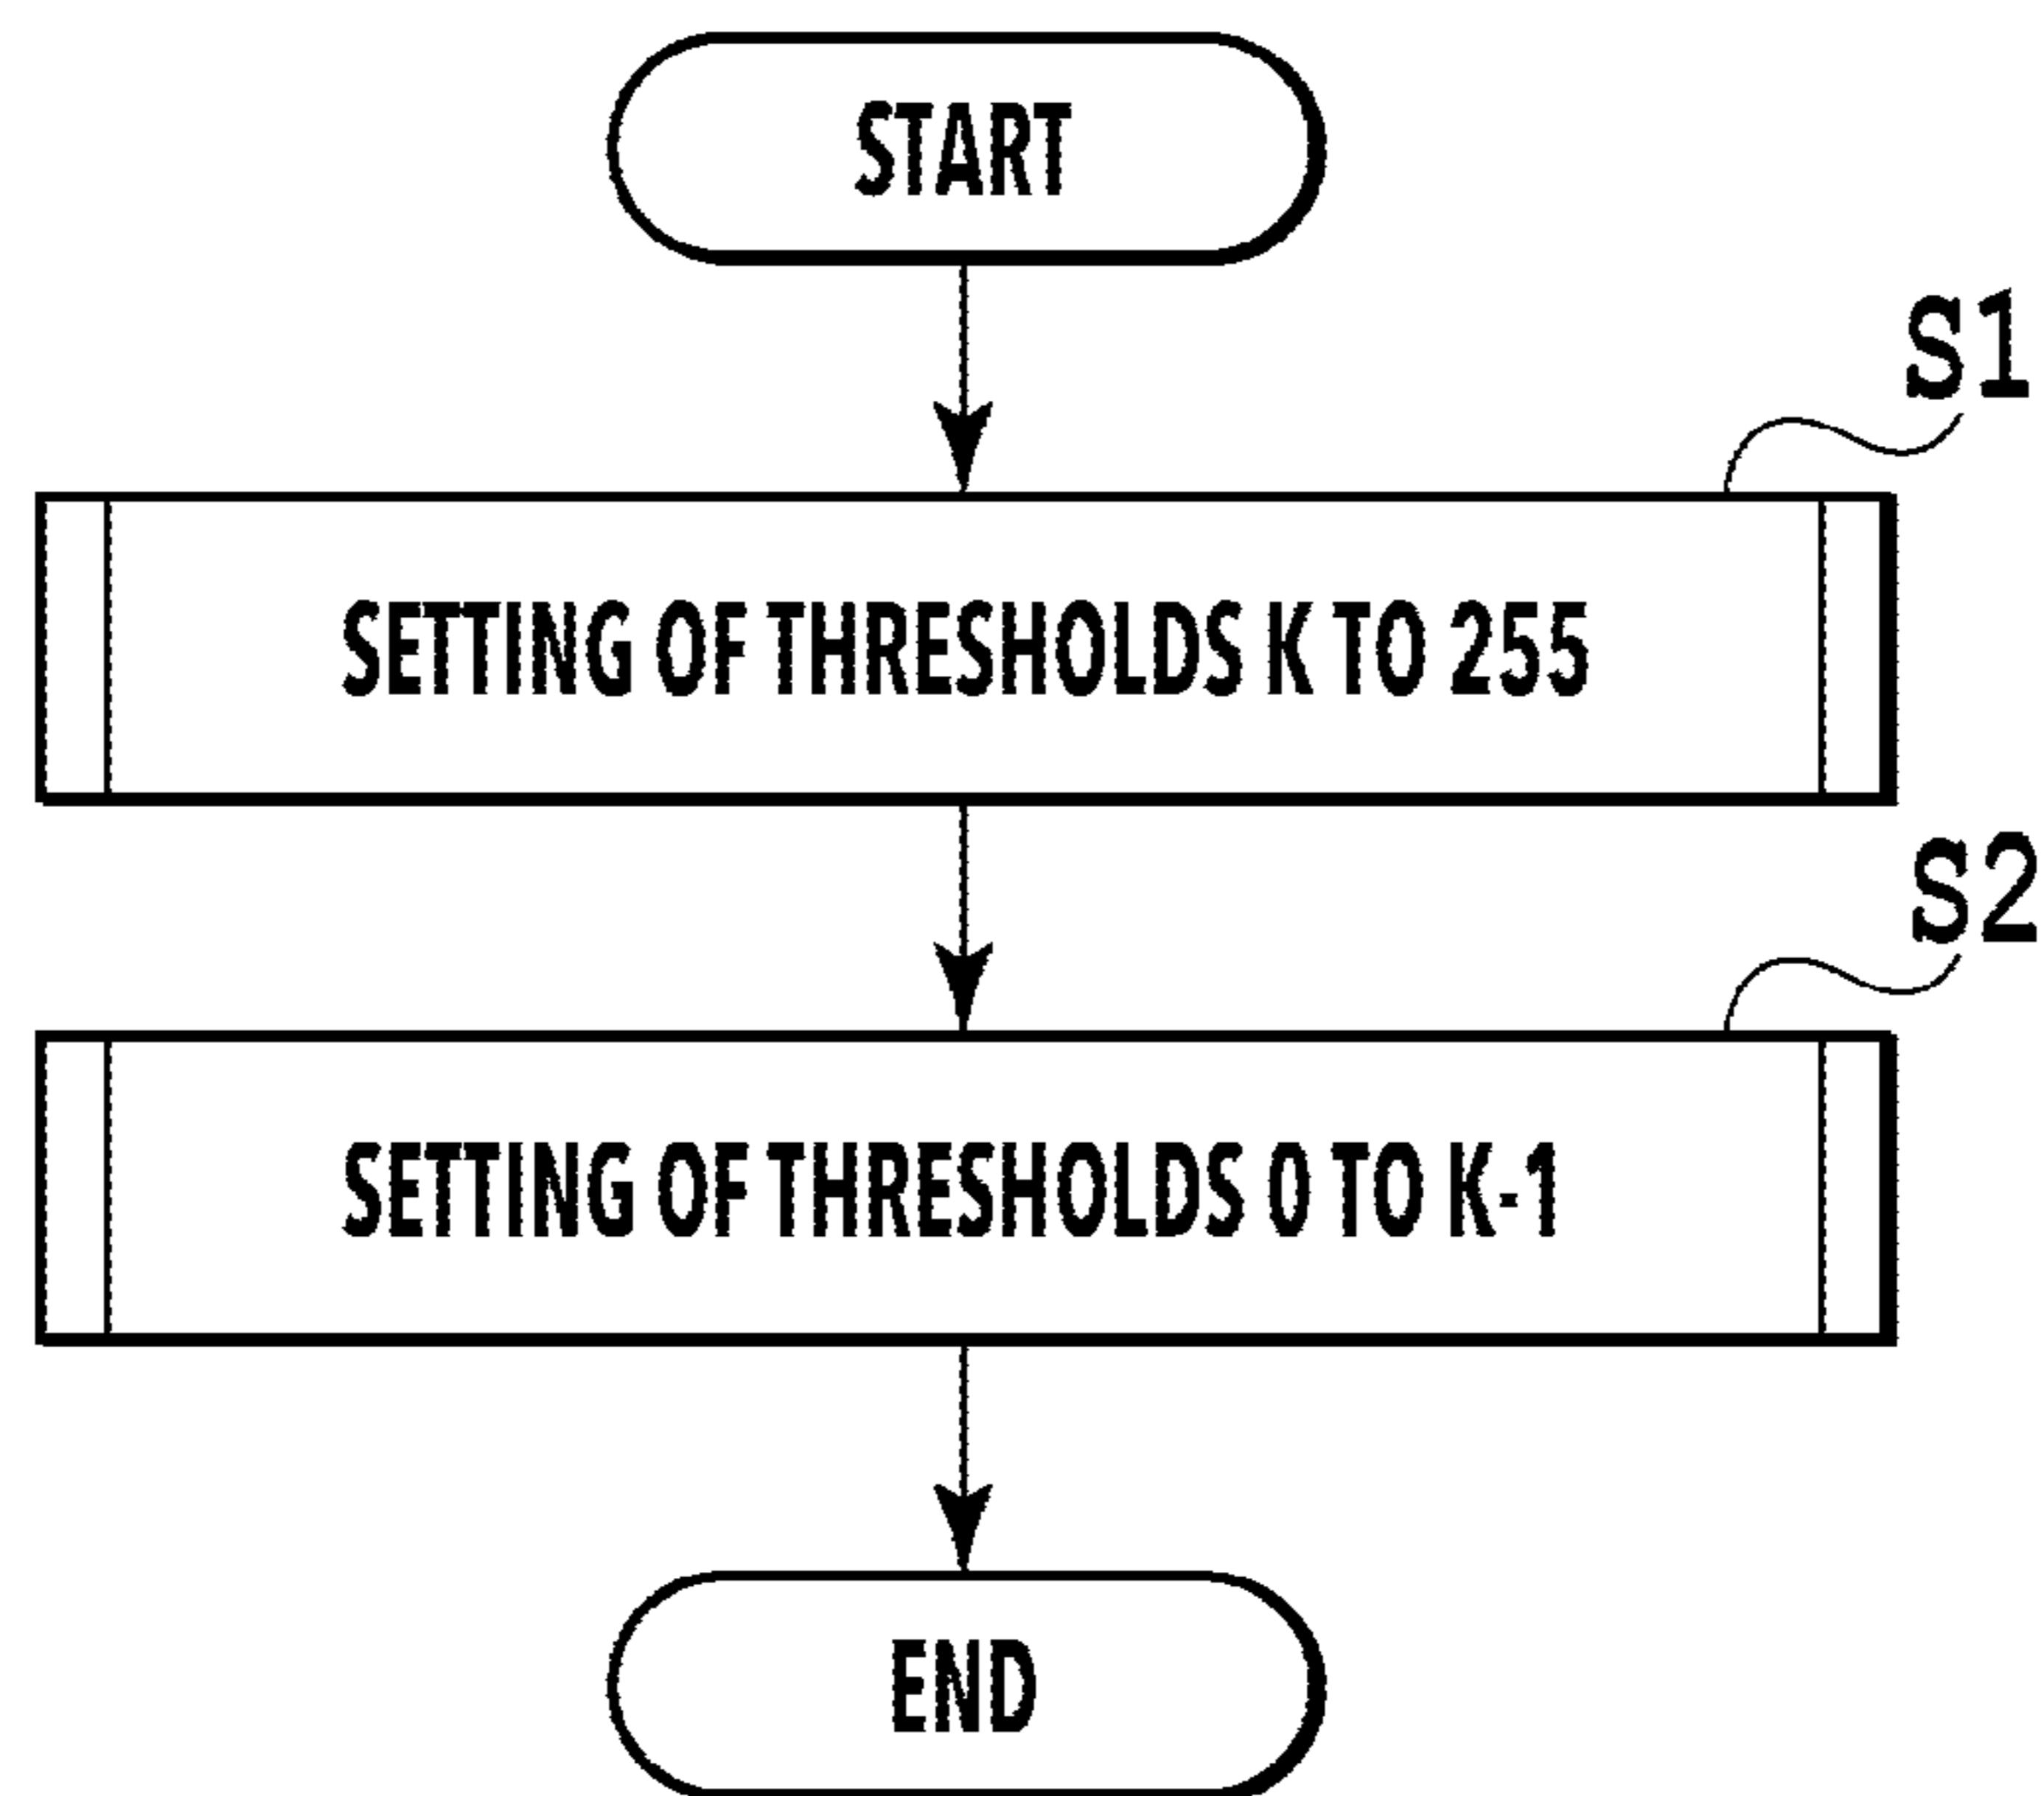 START
S1
SETTING OF THRESHOLDS K TO 255
S2
SETTING OF THRESHOLDS 0 TO K-1
END